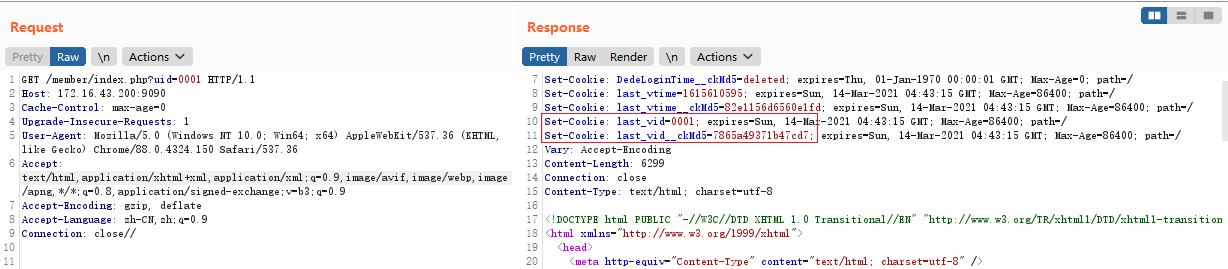 Request
Pretty Raw \n Actions
1 GET /member/index.php?uid=0001 HTTP/1.1
2 Host: 172.16.43.200:9090
3 Cache-Control: max-age=0
4 Upgrade-Insecure-Requests: 1
5 User-Agent: Mozilla/5.0 (Windows NT 10.0; Win64; x64) AppleWebKit/537.36 (KHTML,
like Gecko) Chrome/88.0.4324.150 Safari/537.36
6 Accept:
text/html,application/xhtml+xml,application/xml;q=0.9,image/avif,image/webp,image
/apng,*/*;q=0.8,application/signed-exchange;v=b3;q=0.9
7 Accept-Encoding: gzip, deflate
8 Accept-Language: zh-CN,zh;q=0.9
9 Connection: close//
10
11
Response
Pretty Raw Render \n Actions
7 Set-Cookie: DedeLoginTime__ckMd5=deleted; expires=Thu, 01-Jan-1970 00:00:01 GMT; Max-Age=0; path=/
8 Set-Cookie: last_vtime=1615610595; expires=Sun, 14-Mar-2021 04:43:15 GMT; Max-Age=86400; path=/
9 Set-Cookie: last_vtime__ckMd5=82e1156d6560e1fd; expires=Sun, 14-Mar-2021 04:43:15 GMT; Max-Age=86400; path=/
10 Set-Cookie: last_vid=0001; expires=Sun, 14-Mar-2021 04:43:15 GMT; Max-Age=86400; path=/
11 Set-Cookie: last_vid__ckMd5=7865a49371b47cd7; expires=Sun, 14-Mar-2021 04:43:15 GMT; Max-Age=86400; path=/
12 Vary: Accept-Encoding
13 Content-Length: 6299
14 Connection: close
15 Content-Type: text/html; charset=utf-8
16
17 <!DOCTYPE html PUBLIC "-//W3C//DTD XHTML 1.0 Transitional//EN" "http://www.w3.org/TR/xhtml1/DTD/xhtml1-transition
18 <html xmlns="http://www.w3.org/1999/xhtml">
19 <head>
20 <meta http-equiv="Content-Type" content="text/html; charset=utf-8" />